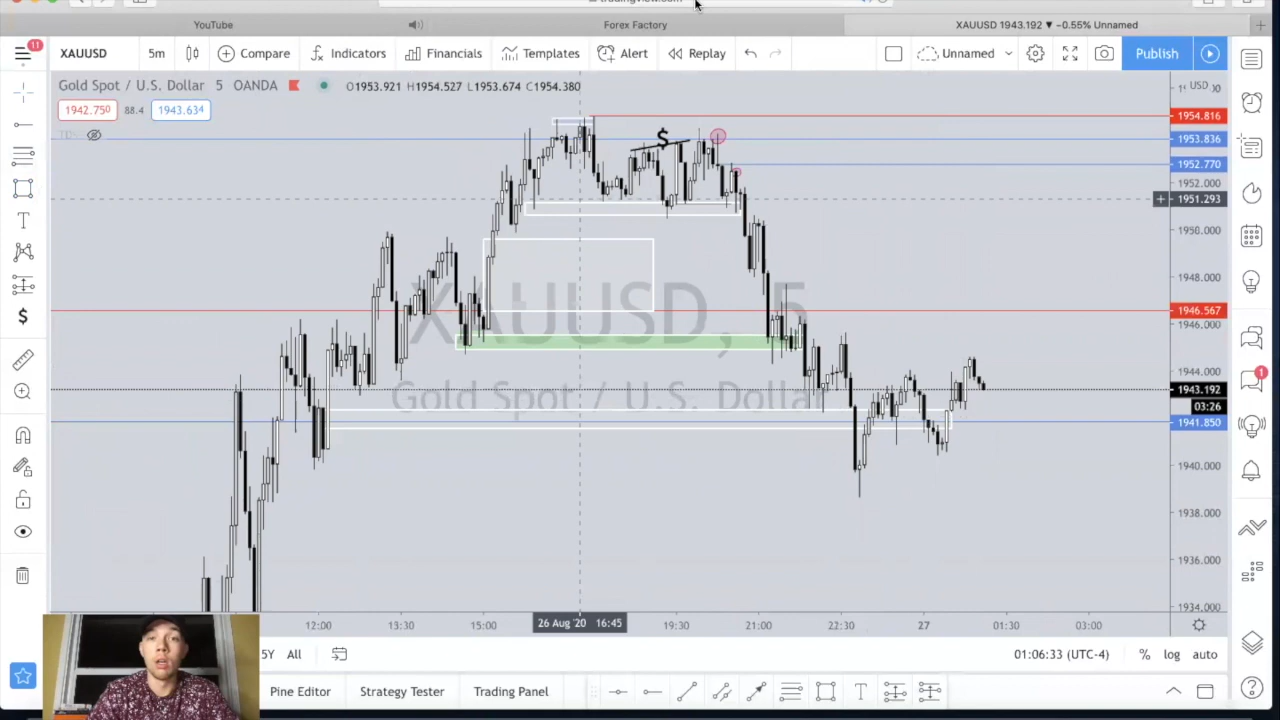 YouTube
Forex Factory
XAUUSD 1943.192 ▼ −0.55% Unnamed
11
XAUUSD
5m
Compare
Indicators
Financials
Templates
Alert
Replay
Unnamed
Publish
Gold Spot / U.S. Dollar 5 OANDA
O1953.921 H1954.527 L1953.674 C1954.380
USD
1942.750
88.4
1943.634
$
1954.816
1953.836
1952.770
1952.000
1951.293
1950.000
1948.000
1946.567
1946.000
1944.000
1943.192
03:26
1941.850
1940.000
1938.000
1936.000
1934.000
XAUUSD, 5
Gold Spot / U.S. Dollar
1
12:00
13:30
15:00
26 Aug '20 16:45
19:30
21:00
22:30
27
01:30
03:00
5Y
All
01:06:33 (UTC-4)
%
log
auto
Pine Editor
Strategy Tester
Trading Panel